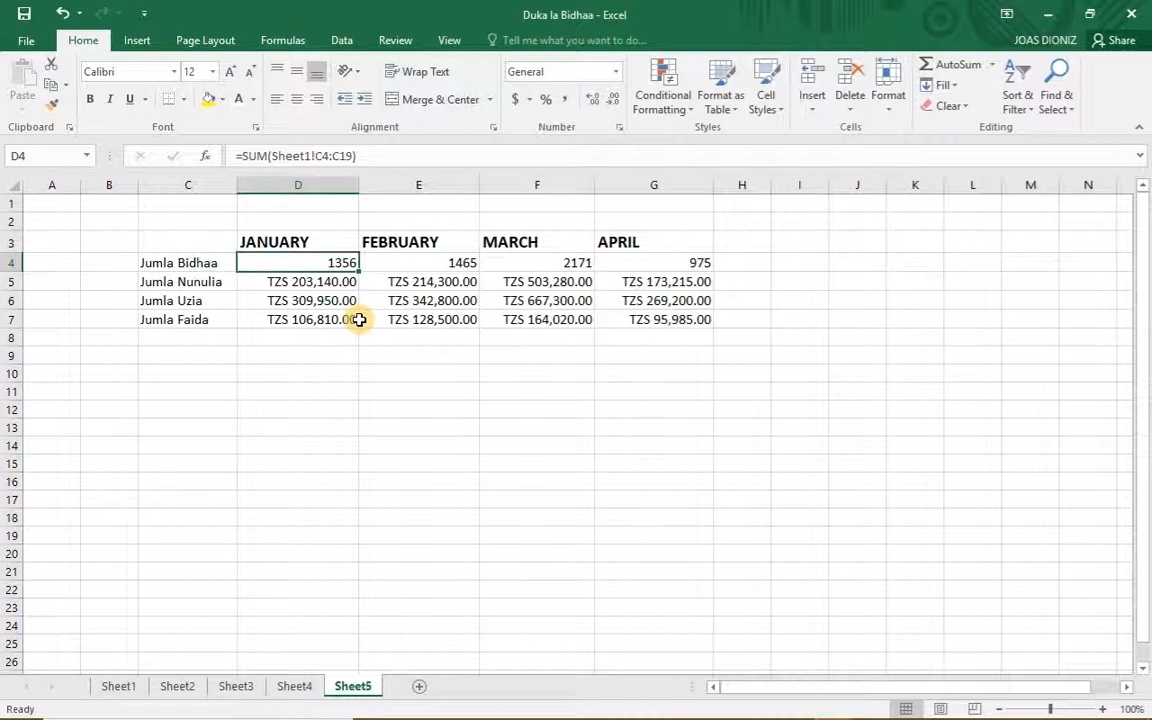 Duka la Bidhaa - Excel
File Home Insert Page Layout Formulas Data Review View Tell me what you want to do... JOAS DIONIZ Share
Paste Calibri 12 Wrap Text General AutoSum
Fill
B I U Merge & Center $ % , Conditional Formatting Format as Table Cell Styles Insert Delete Format Clear Sort & Filter Find & Select
Clipboard Font Alignment Number Styles Cells Editing
D4 fx =SUM(Sheet1!C4:C19)
A B C D E F G H I J K L M N
1
2
3 JANUARY FEBRUARY MARCH APRIL
4 Jumla Bidhaa 1356 1465 2171 975
5 Jumla Nunulia TZS 203,140.00 TZS 214,300.00 TZS 503,280.00 TZS 173,215.00
6 Jumla Uzia TZS 309,950.00 TZS 342,800.00 TZS 667,300.00 TZS 269,200.00
7 Jumla Faida TZS 106,810.00 TZS 128,500.00 TZS 164,020.00 TZS 95,985.00
8
9
10
11
12
13
14
15
16
17
18
19
20
21
22
23
24
25
26
Sheet1 Sheet2 Sheet3 Sheet4 Sheet5
Ready 100%